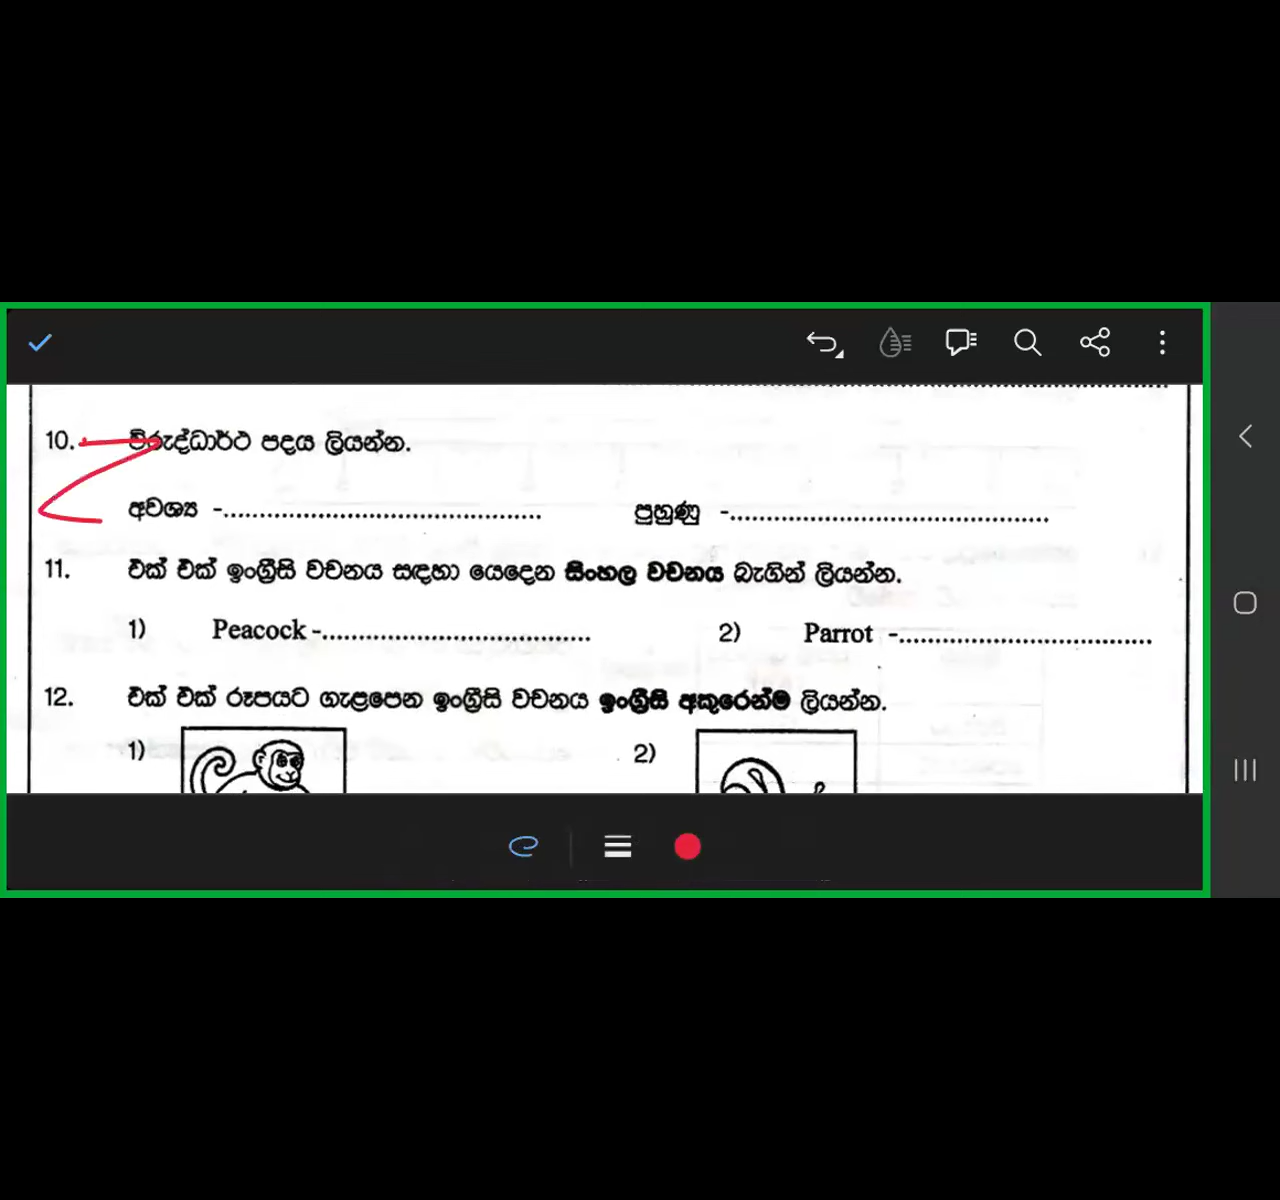 10. විරුද්ධාර්ථ පදය ලියන්න.
අවශ්‍ය -........................................... පුහුණු -...........................................
11. එක් එක් ඉංග්‍රීසි වචනය සඳහා යෙදෙන සිංහල වචනය බැගින් ලියන්න.
1) Peacock -.................................... 2) Parrot -..................................
12. එක් එක් රූපයට ගැළපෙන ඉංග්‍රීසි වචනය ඉංග්‍රීසි අකුරෙන්ම ලියන්න.
1) 2)